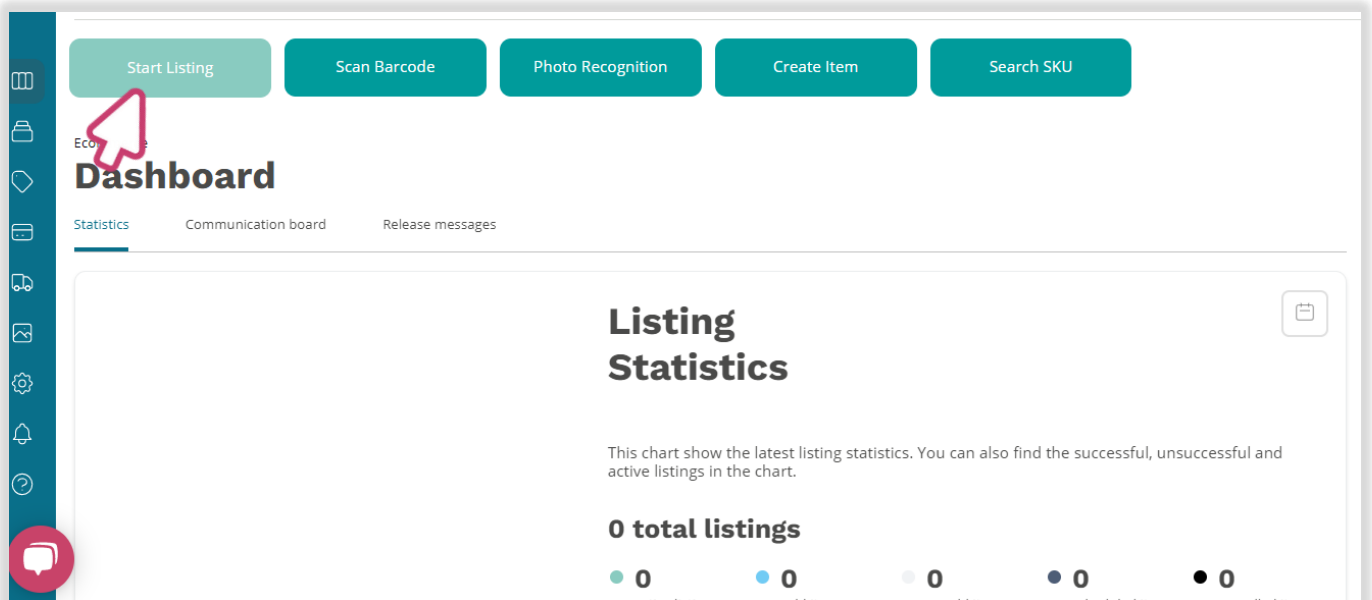 Start Listing
Scan Barcode
Photo Recognition
Create Item
Search SKU
Dashboard
Statistics
Communication board
Release messages
Listing
Statistics
This chart show the latest listing statistics. You can also find the successful, unsuccessful and
active listings in the chart.
0 total listings
0
0
0
0
0